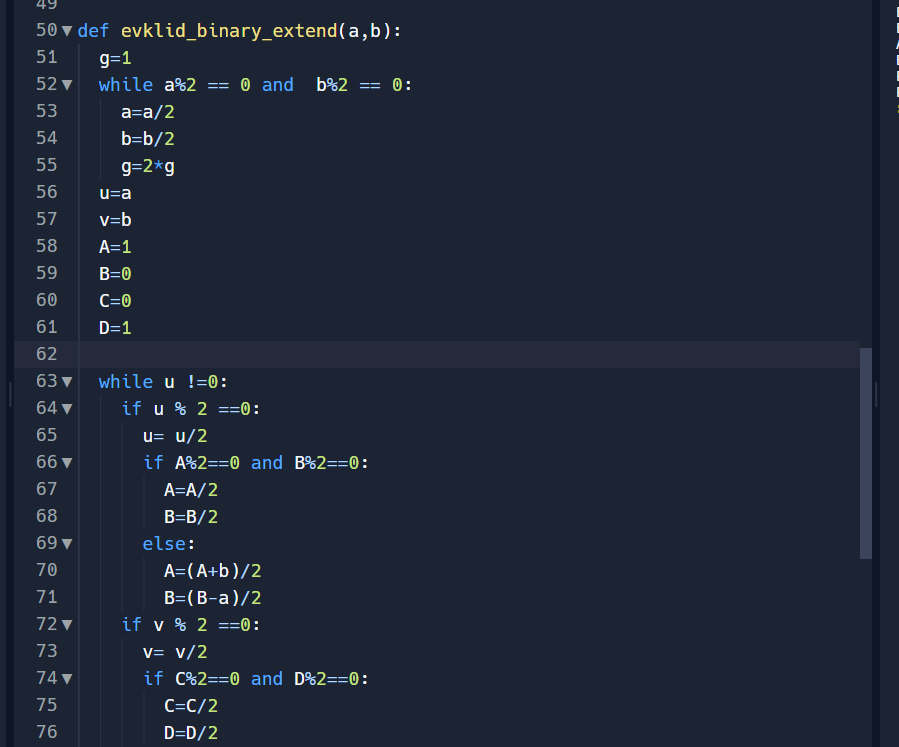 49
50 def evklid_binary_extend(a,b):
51   g=1
52   while a%2 == 0 and  b%2 == 0:
53     a=a/2
54     b=b/2
55     g=2*g
56   u=a
57   v=b
58   A=1
59   B=0
60   C=0
61   D=1
62
63   while u !=0:
64     if u % 2 ==0:
65       u= u/2
66       if A%2==0 and B%2==0:
67         A=A/2
68         B=B/2
69       else:
70         A=(A+b)/2
71         B=(B-a)/2
72     if v % 2 ==0:
73       v= v/2
74       if C%2==0 and D%2==0:
75         C=C/2
76         D=D/2